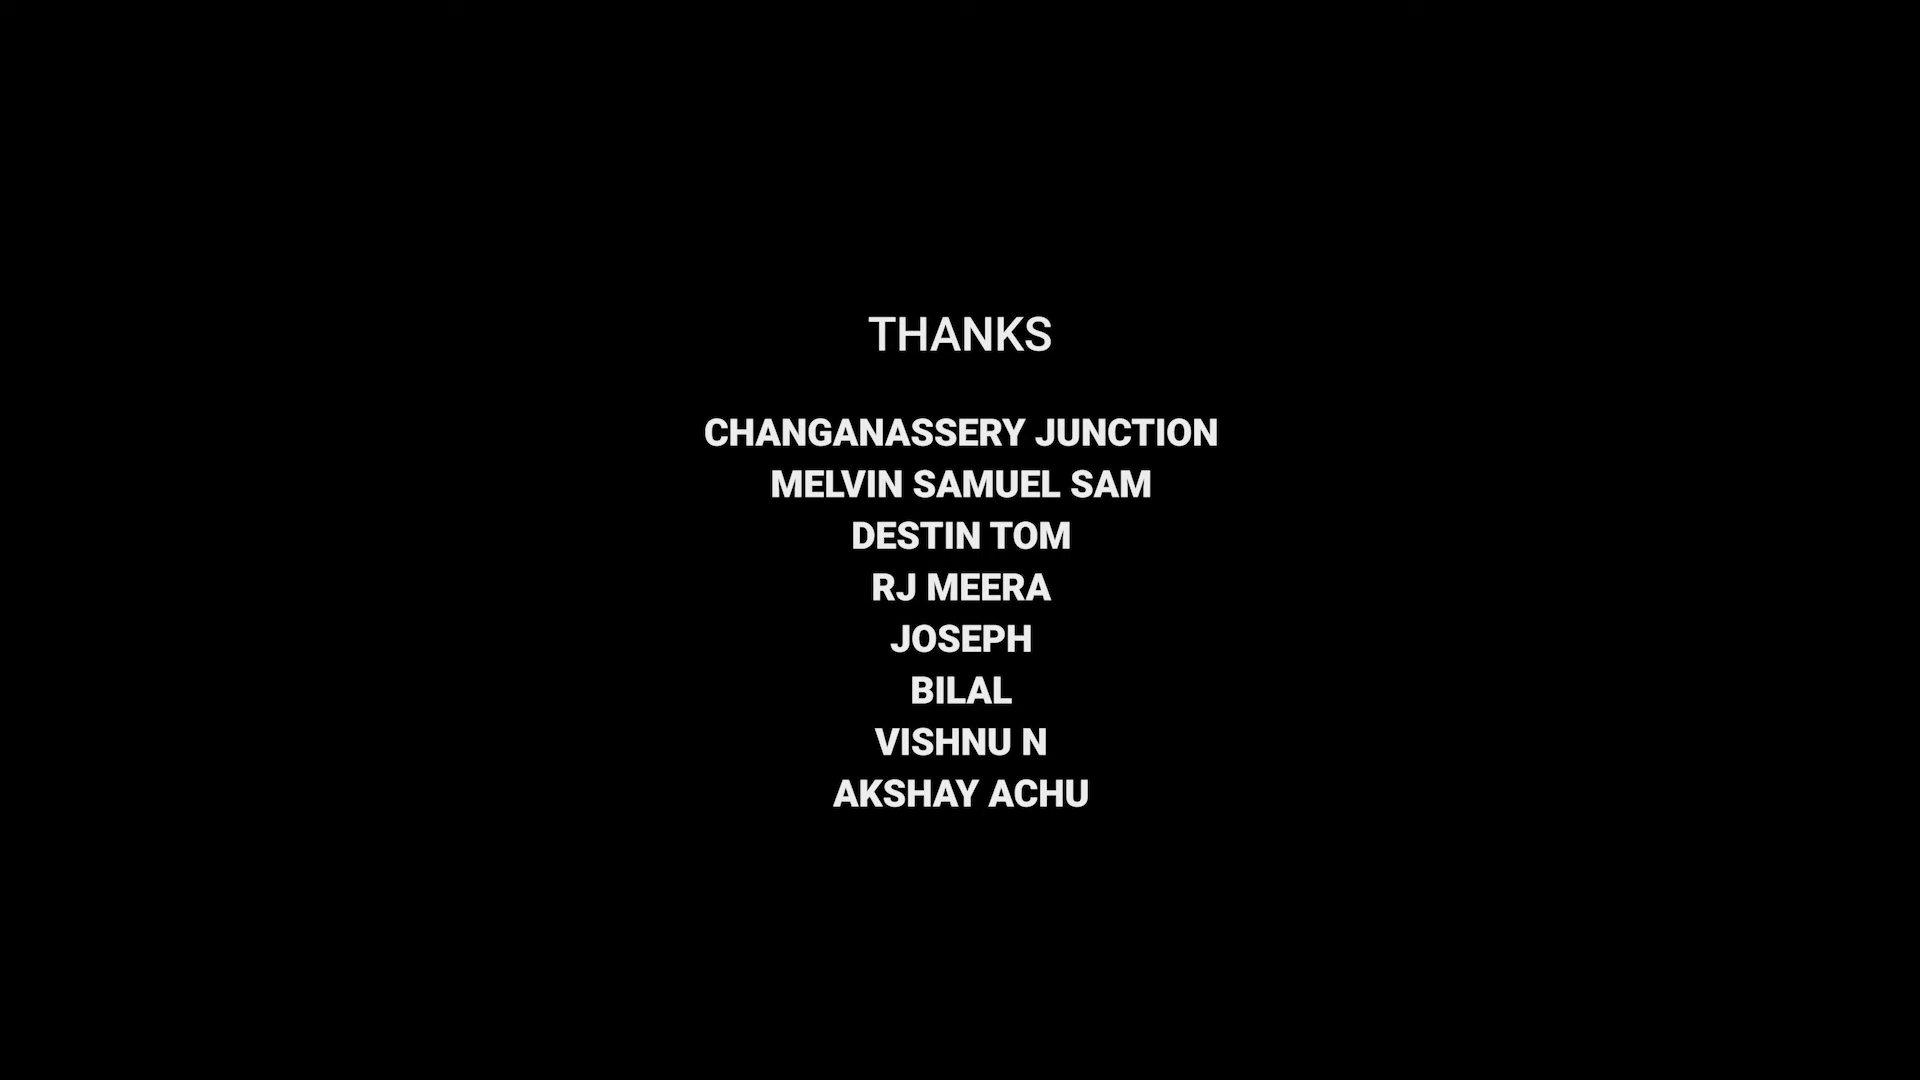 THANKS
CHANGANASSERY JUNCTION
MELVIN SAMUEL SAM
DESTIN TOM
RJ MEERA
JOSEPH
BILAL
VISHNU N
AKSHAY ACHU